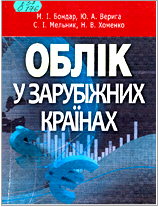 М. І. Бондар, Ю. А. Верига
С. І. Мельник, Н. В. Хоменко
ОБЛІК
У ЗАРУБІЖНИХ
КРАЇНАХ